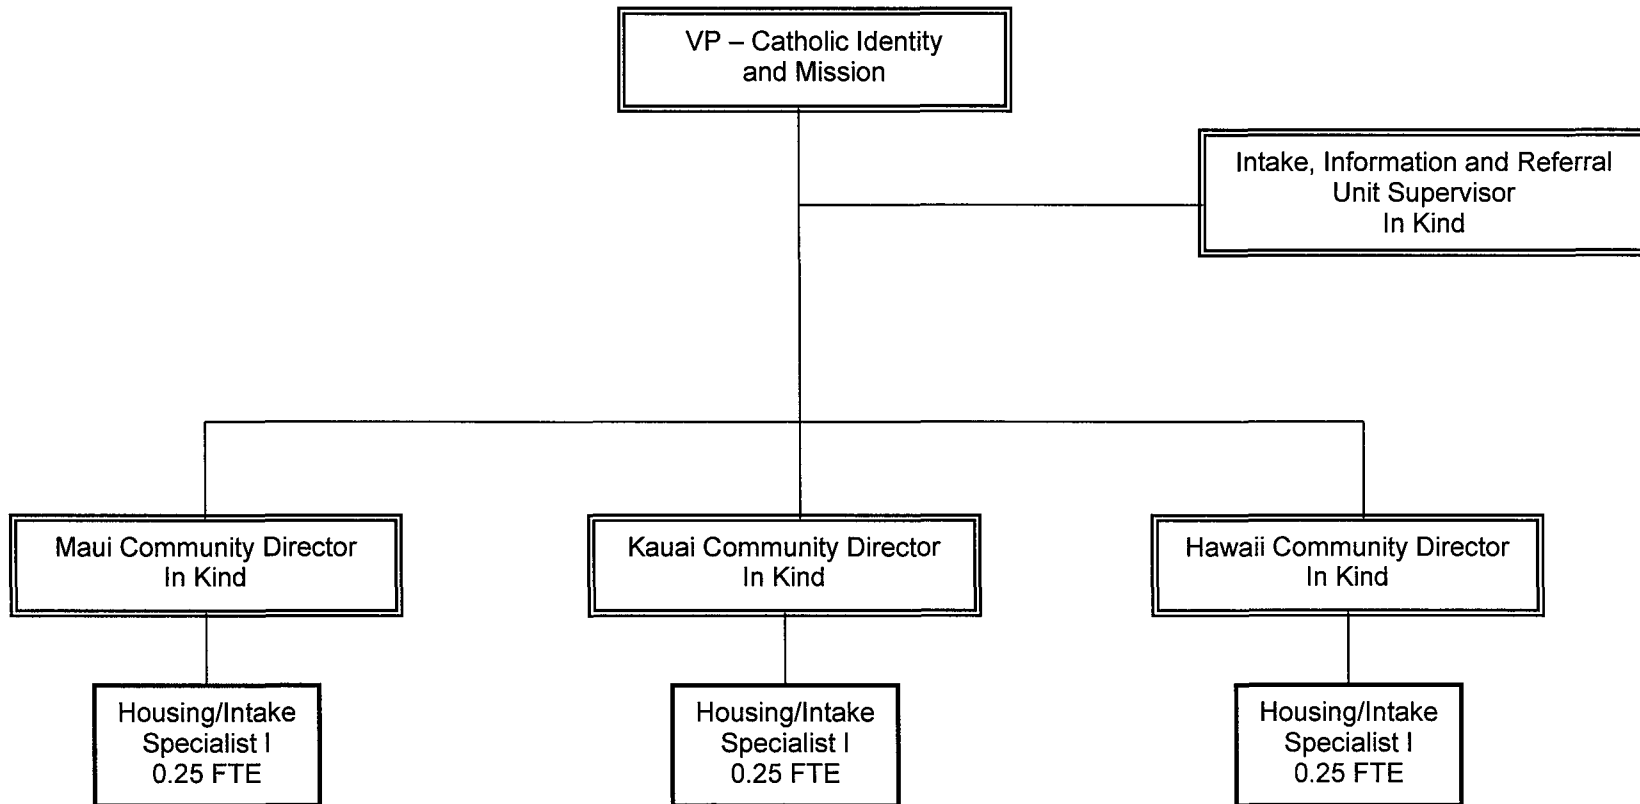 VP – Catholic Identity
and Mission
Intake, Information and Referral
Unit Supervisor
In Kind
Maui Community Director
In Kind
Kauai Community Director
In Kind
Hawaii Community Director
In Kind
Housing/Intake
Specialist I
0.25 FTE
Housing/Intake
Specialist I
0.25 FTE
Housing/Intake
Specialist I
0.25 FTE